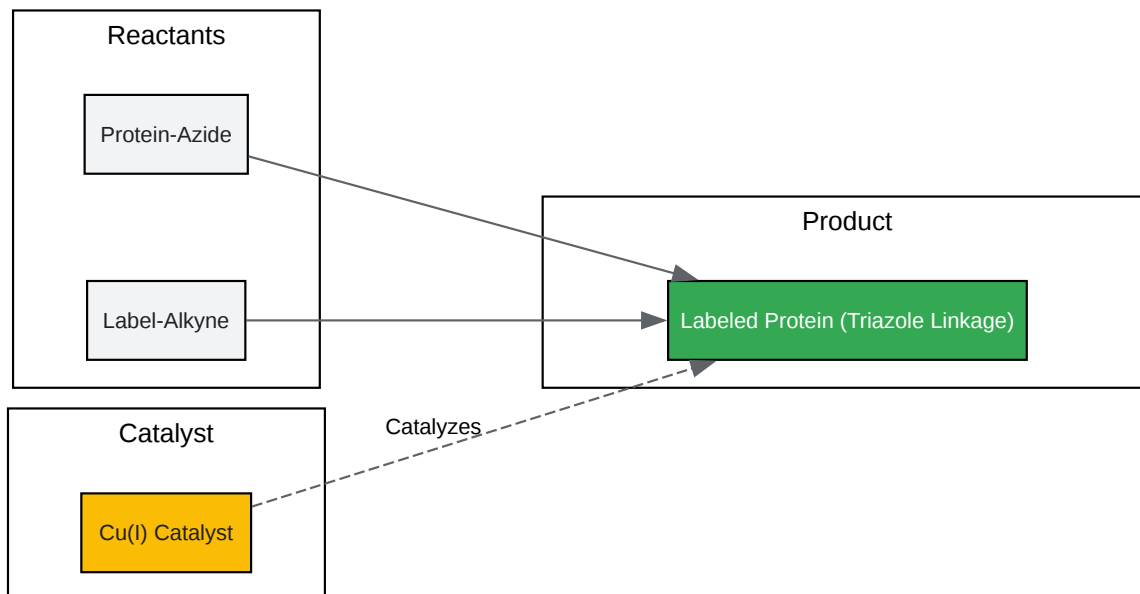 Reactants
Protein-Azide
Label-Alkyne
Product
Labeled Protein (Triazole Linkage)
Catalyst
Catalyzes
Cu(I) Catalyst